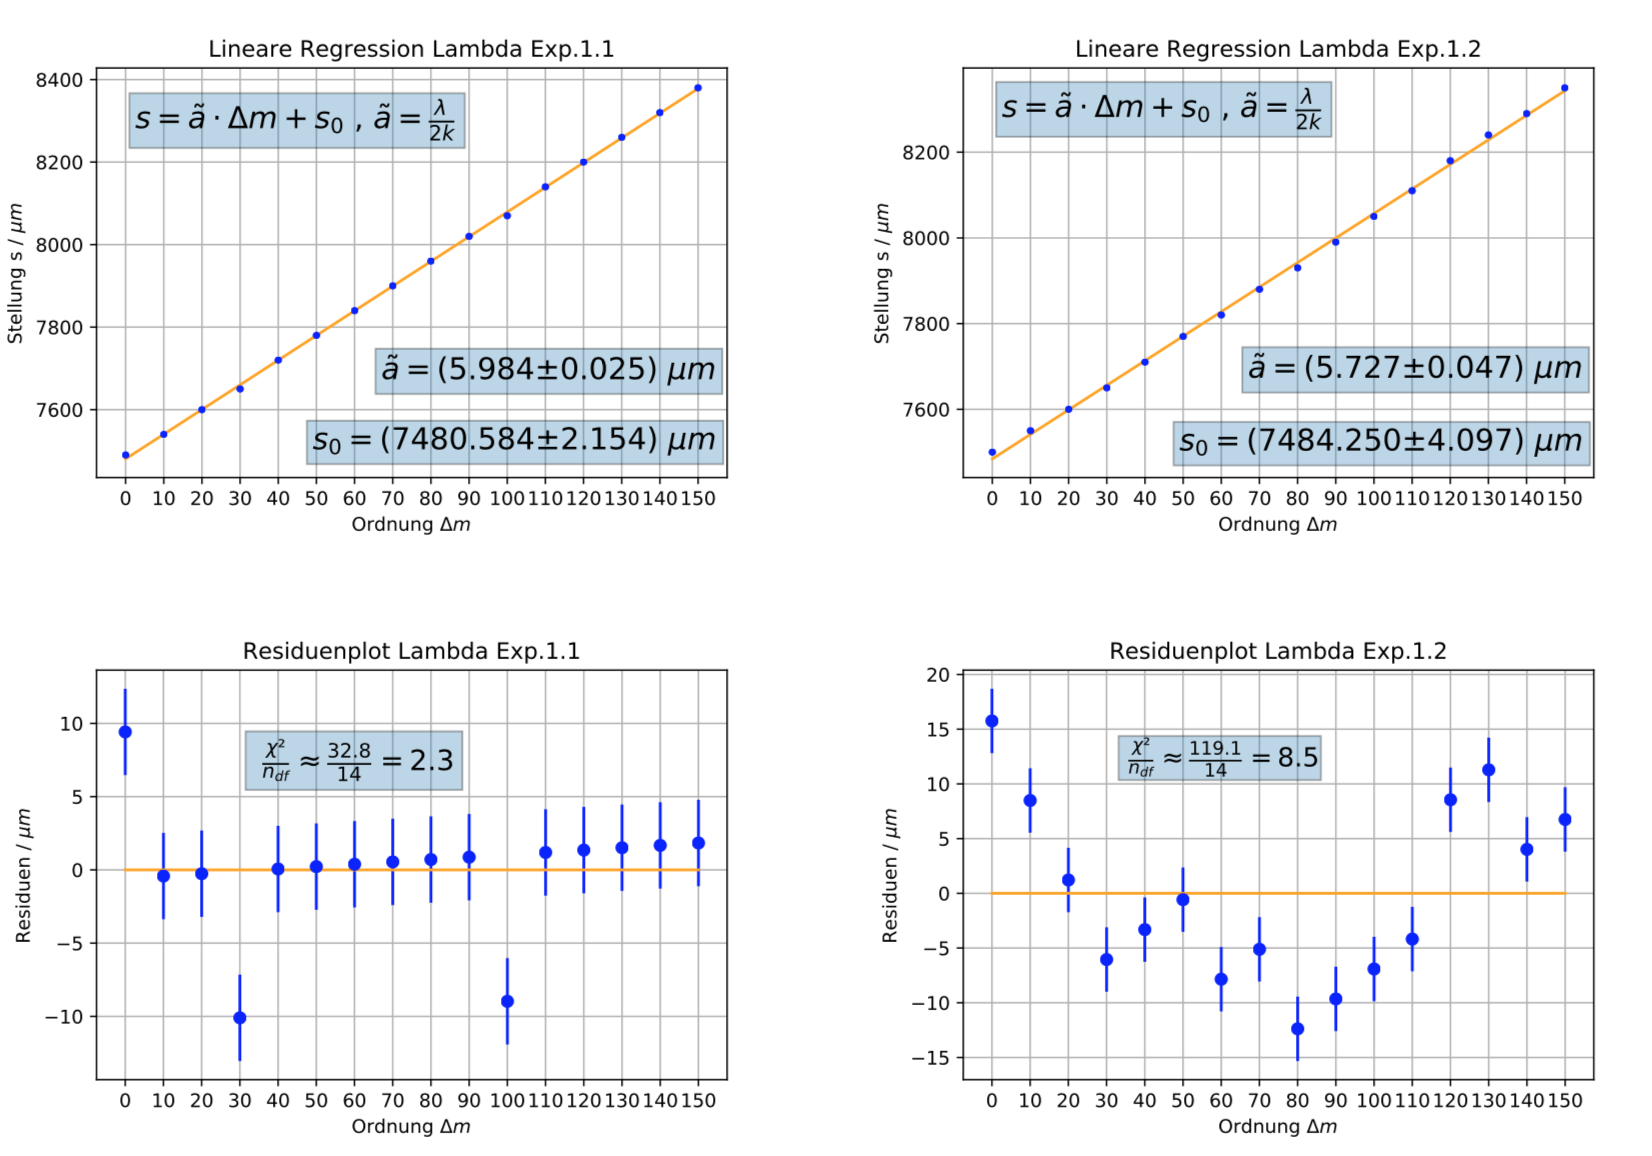 Lineare Regression Lambda Exp.1.1
s = ã · Δm + s₀ , ã = λ/2k
8400
8200
8000
7800
7600
Stellung s / μm
ã = (5.984±0.025) μm
s₀ = (7480.584±2.154) μm
0 10 20 30 40 50 60 70 80 90 100 110 120 130 140 150
Ordnung Δm
Lineare Regression Lambda Exp.1.2
s = ã · Δm + s₀ , ã = λ/2k
8200
8000
7800
7600
Stellung s / μm
ã = (5.727±0.047) μm
s₀ = (7484.250±4.097) μm
0 10 20 30 40 50 60 70 80 90 100 110 120 130 140 150
Ordnung Δm
Residuenplot Lambda Exp.1.1
χ²/n_df ≈ 32.8/14 = 2.3
10
5
0
−5
−10
Residuen / μm
0 10 20 30 40 50 60 70 80 90 100 110 120 130 140 150
Ordnung Δm
Residuenplot Lambda Exp.1.2
χ²/n_df ≈ 119.1/14 = 8.5
20
15
10
5
0
−5
−10
−15
Residuen / μm
0 10 20 30 40 50 60 70 80 90 100 110 120 130 140 150
Ordnung Δm